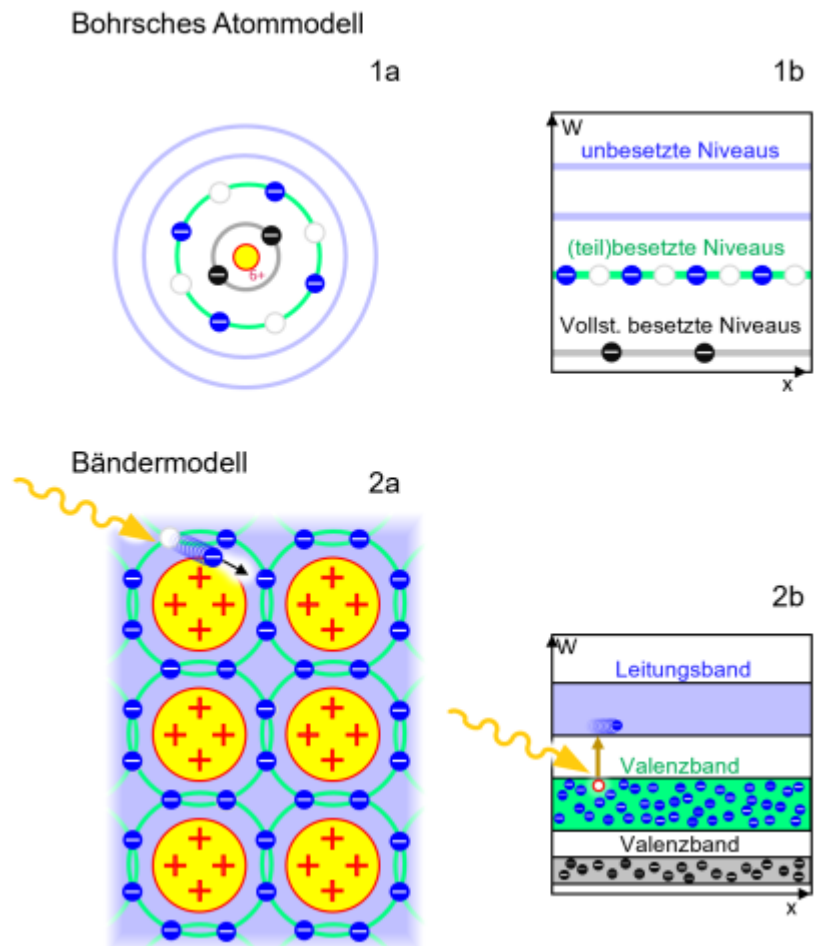 Bohrsches Atommodell
1a
1b
W
unbesetzte Niveaus
(teil)besetzte Niveaus
Vollst. besetzte Niveaus
x
6+
Bändermodell
2a
2b
W
Leitungsband
Valenzband
Valenzband
x